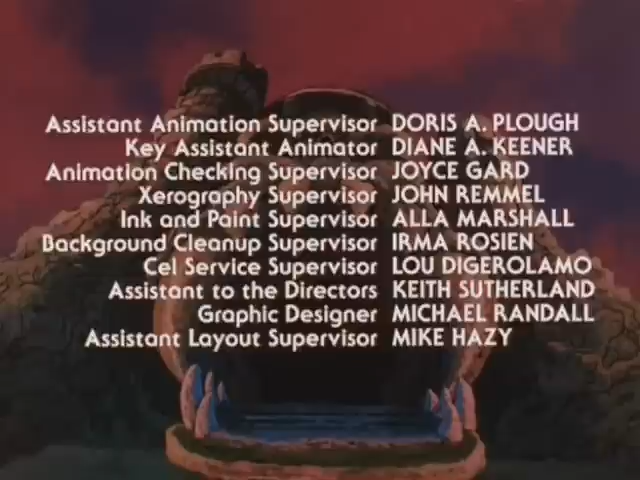 Assistant Animation Supervisor DORIS A. PLOUGH
Key Assistant Animator DIANE A. KEENER
Animation Checking Supervisor JOYCE GARD
Xerography Supervisor JOHN REMMEL
Ink and Paint Supervisor ALLA MARSHALL
Background Cleanup Supervisor IRMA ROSIEN
Cel Service Supervisor LOU DIGEROLAMO
Assistant to the Directors KEITH SUTHERLAND
Graphic Designer MICHAEL RANDALL
Assistant Layout Supervisor MIKE HAZY